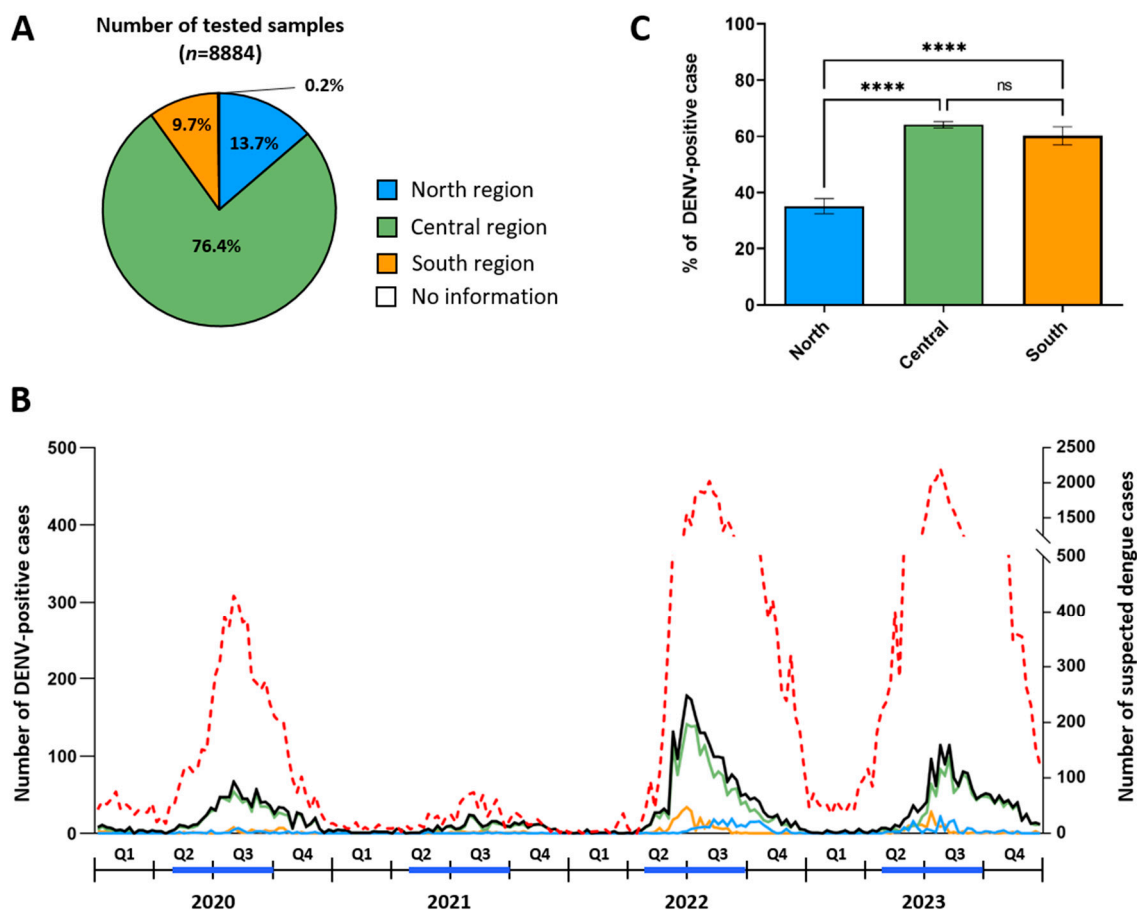 A
Number of tested samples
(n=8884)
0.2%
9.7%
13.7%
76.4%
North region
Central region
South region
No information
C
% of DENV-positive case
100
80
60
40
20
0
****
****
ns
North
Central
South
B
Number of DENV-positive cases
500
400
300
200
100
0
2500
2000
1500
500
400
300
200
100
0
Number of suspected dengue cases
Q1 Q2 Q3 Q4 Q1 Q2 Q3 Q4 Q1 Q2 Q3 Q4 Q1 Q2 Q3 Q4
2020 2021 2022 2023